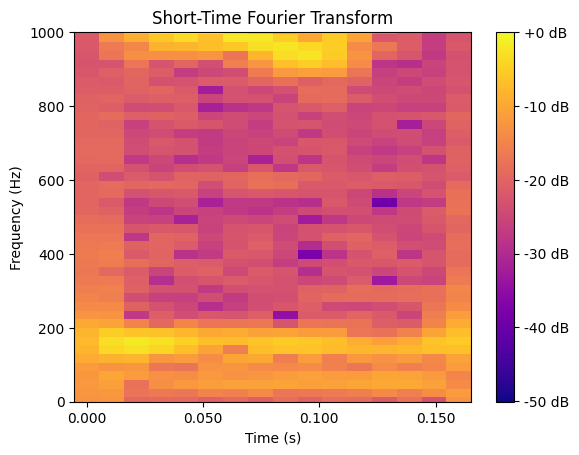 Short-Time Fourier Transform
1000
800
600
400
200
0
Frequency (Hz)
0.000
0.050
0.100
0.150
Time (s)
+0 dB
-10 dB
-20 dB
-30 dB
-40 dB
-50 dB